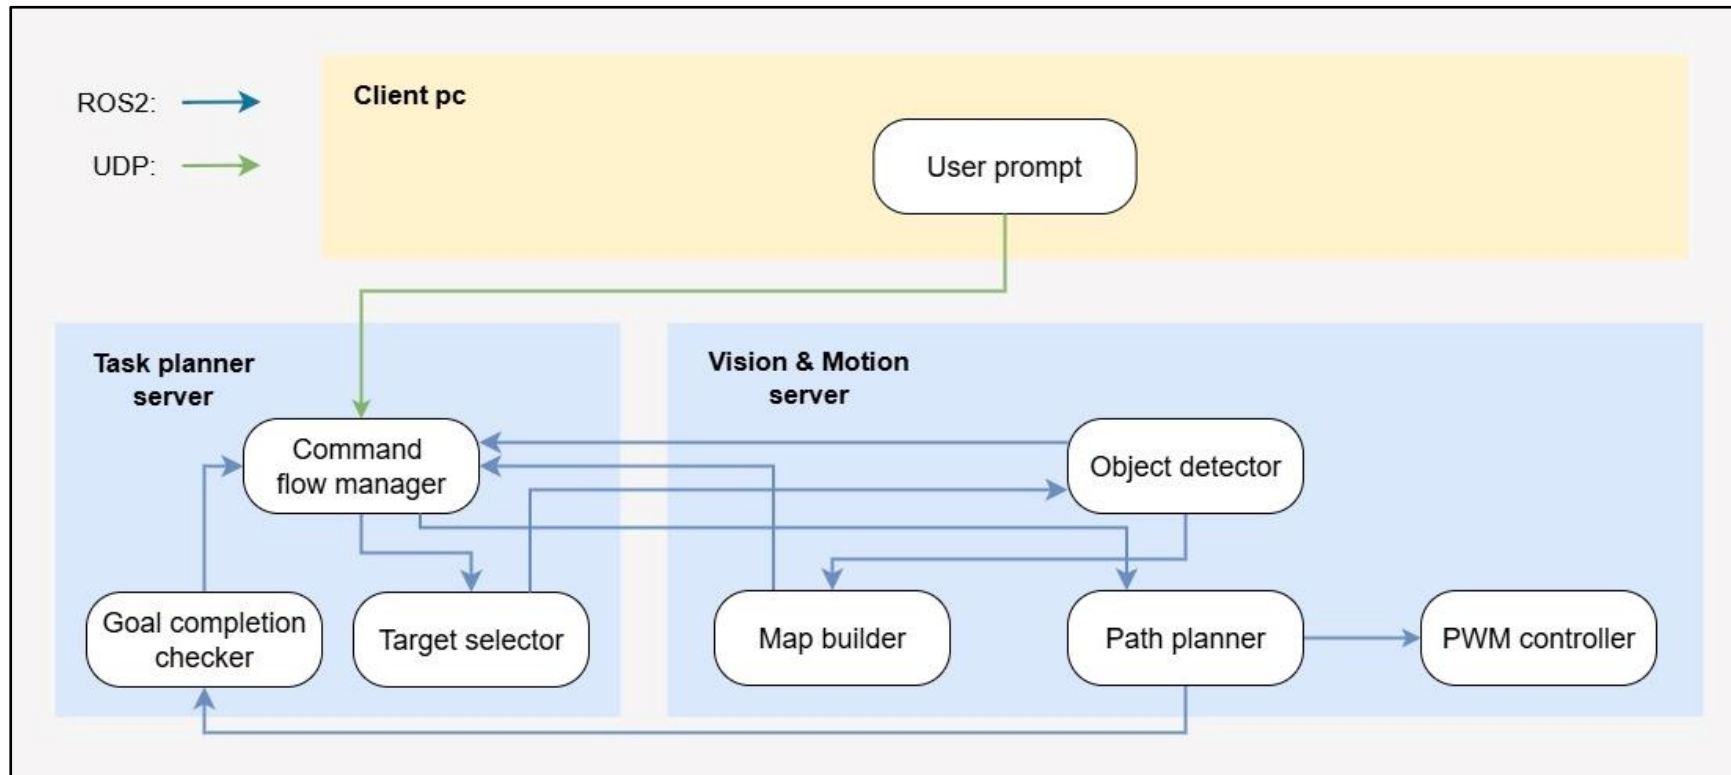 ROS2:
UDP:
Client pc
User prompt
Task planner
server
Vision & Motion
server
Command
flow manager
Object detector
Goal completion
checker
Target selector
Map builder
Path planner
PWM controller